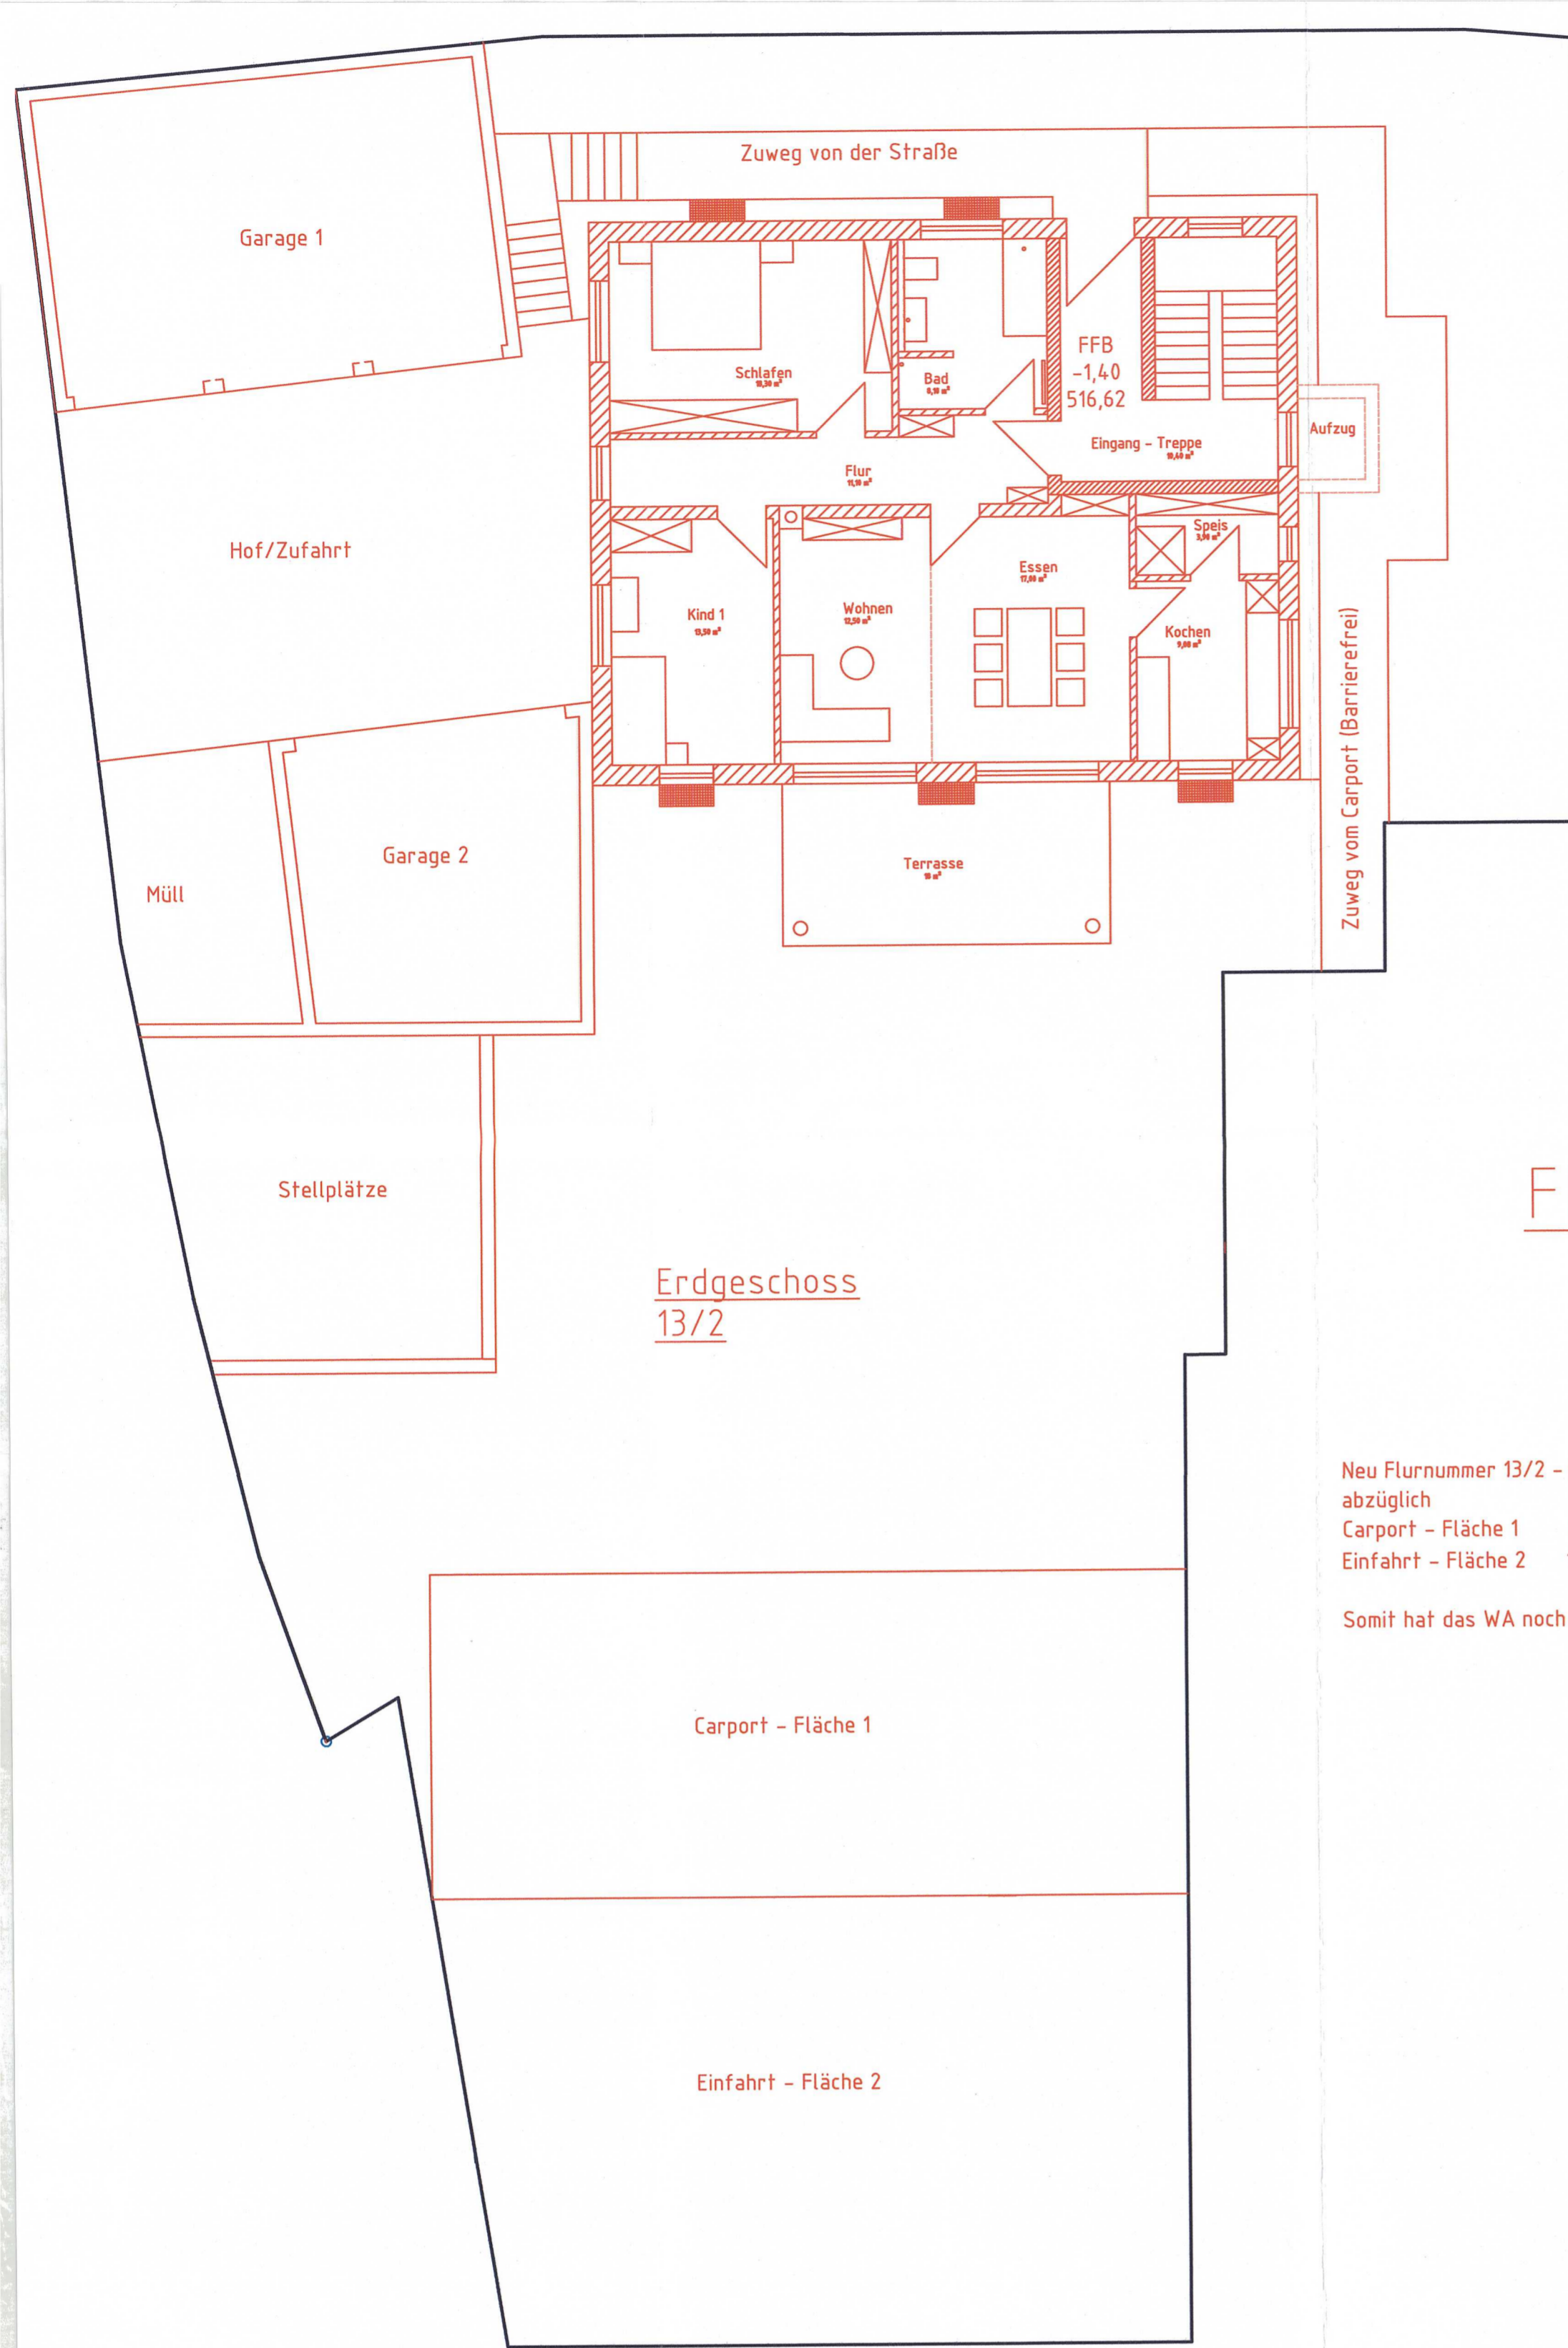 Zuweg von der Straße
Garage 1
FFB
-1,40
516,62
Schlafen
Bad
Aufzug
Eingang - Treppe
Flur
Hof/Zufahrt
Speis
Essen
Kind 1
Wohnen
Kochen
Zuweg vom Carport (Barrierefrei)
Garage 2
Terrasse
Müll
Stellplätze
F
Erdgeschoss
13/2
Neu Flurnummer 13/2 -
abzüglich
Carport - Fläche 1
Einfahrt - Fläche 2
Somit hat das WA noch
Carport - Fläche 1
Einfahrt - Fläche 2